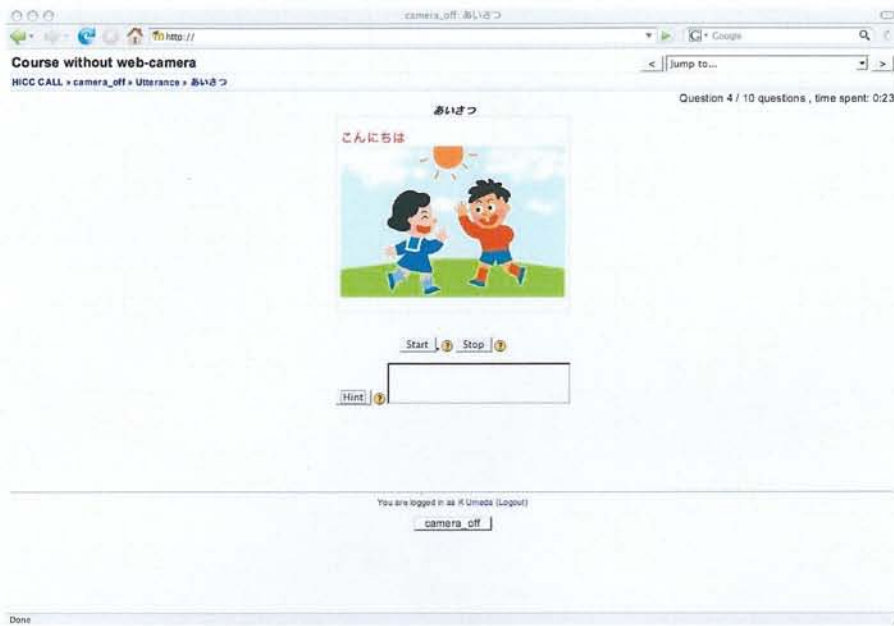 camera_off: あいさつ
http://
Google
Course without web-camera
< Jump to... >
HICC CALL » camera_off » Utterance » あいさつ
Question 4 / 10 questions , time spent: 0:23
あいさつ
こんにちは
Start ? Stop ?
Hint ?
You are logged in as K Umeda (Logout)
camera_off
Done